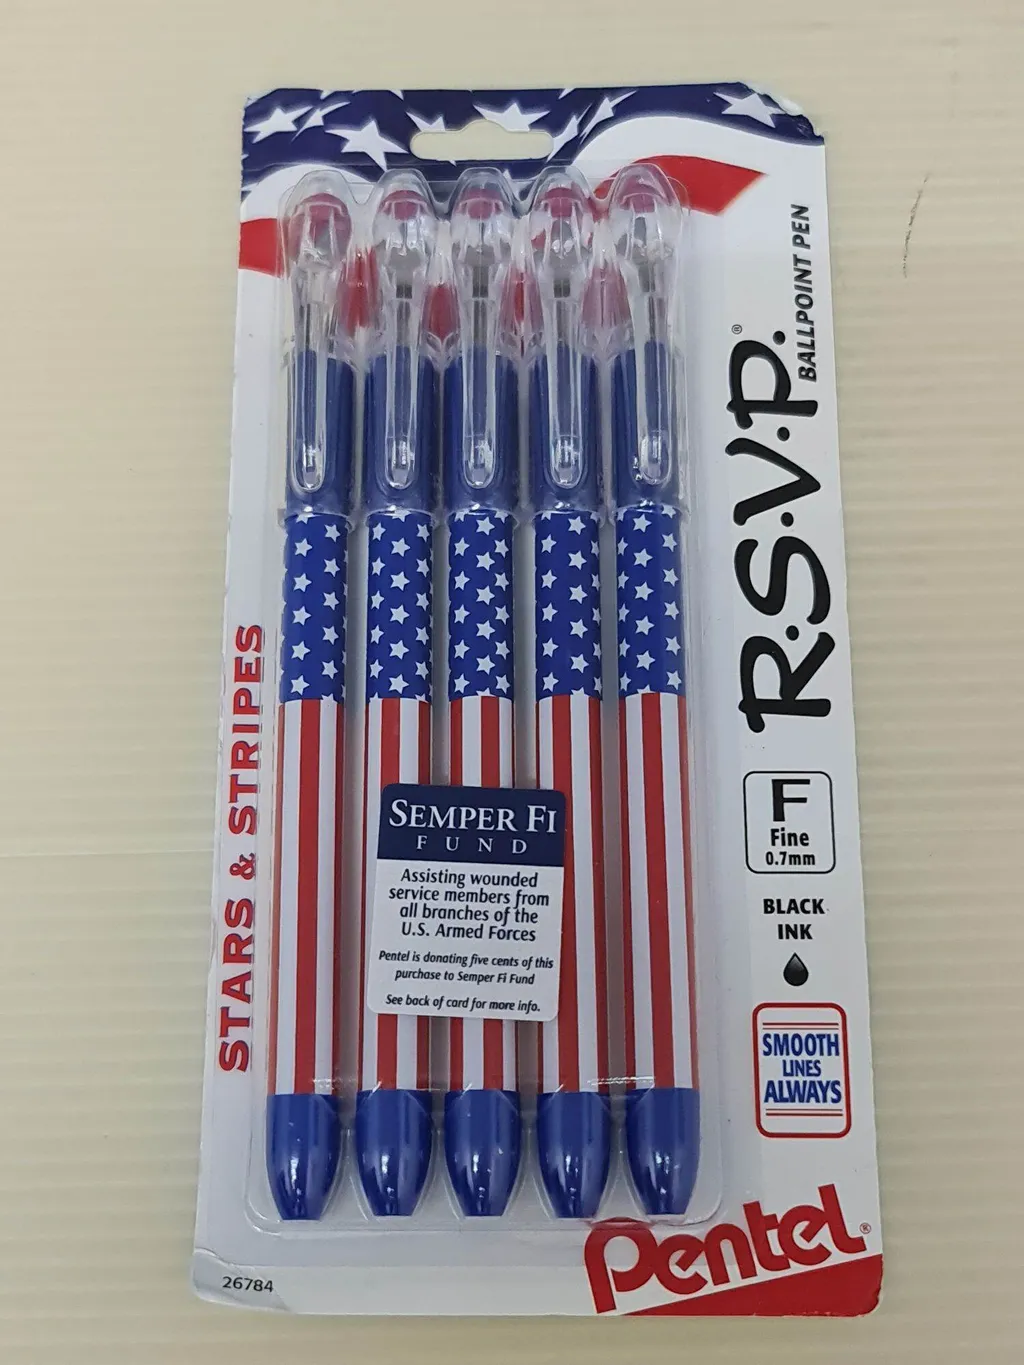 R.S.V.P.®
BALLPOINT PEN
STARS & STRIPES
F
Fine
0.7mm
BLACK
INK
SMOOTH
LINES
ALWAYS
SEMPER FI
FUND
Assisting wounded
service members from
all branches of the
U.S. Armed Forces
Pentel is donating five cents of this
purchase to Semper Fi Fund
See back of card for more info.
Pentel®
26784